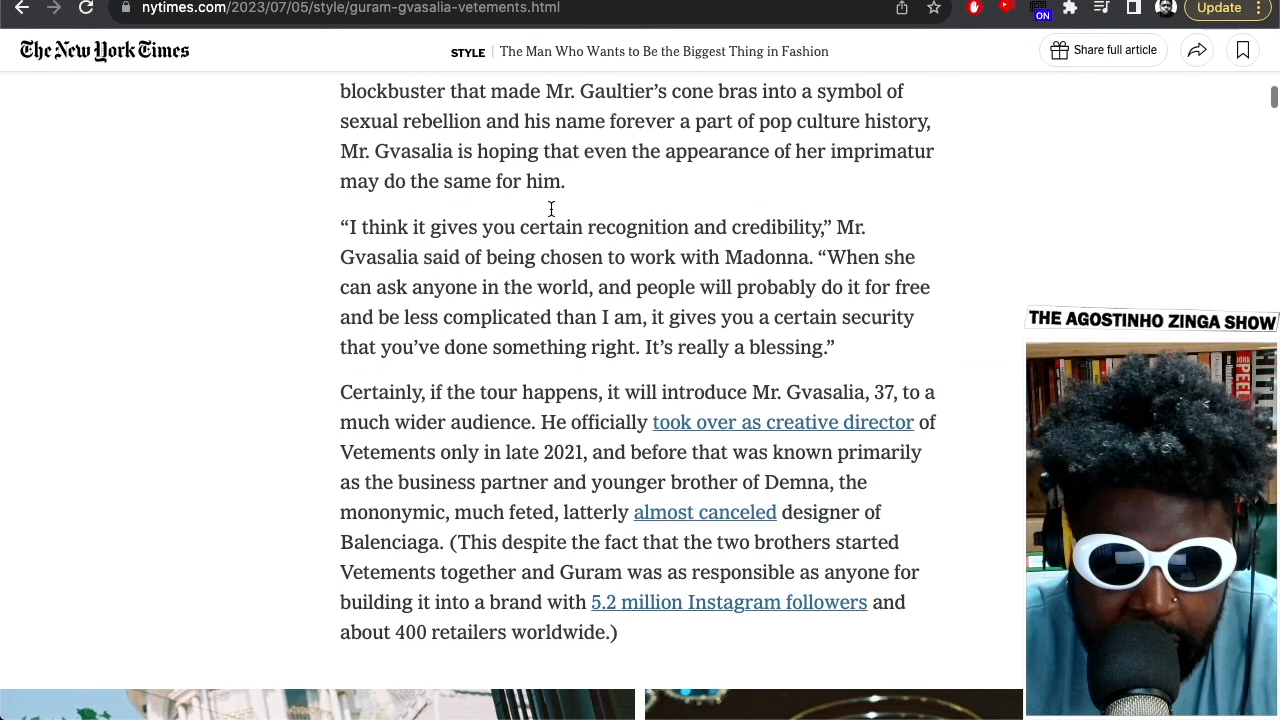 nytimes.com/2023/07/05/style/guram-gvasalia-vetements.html
ON
Update
The New York Times
STYLE | The Man Who Wants to Be the Biggest Thing in Fashion
Share full article
blockbuster that made Mr. Gaultier’s cone bras into a symbol of
sexual rebellion and his name forever a part of pop culture history,
Mr. Gvasalia is hoping that even the appearance of her imprimatur
may do the same for him.
“I think it gives you certain recognition and credibility,” Mr.
Gvasalia said of being chosen to work with Madonna. “When she
can ask anyone in the world, and people will probably do it for free
and be less complicated than I am, it gives you a certain security
that you’ve done something right. It’s really a blessing.”
Certainly, if the tour happens, it will introduce Mr. Gvasalia, 37, to a
much wider audience. He officially took over as creative director of
Vetements only in late 2021, and before that was known primarily
as the business partner and younger brother of Demna, the
mononymic, much feted, latterly almost canceled designer of
Balenciaga. (This despite the fact that the two brothers started
Vetements together and Guram was as responsible as anyone for
building it into a brand with 5.2 million Instagram followers and
about 400 retailers worldwide.)
THE AGOSTINHO ZINGA SHOW